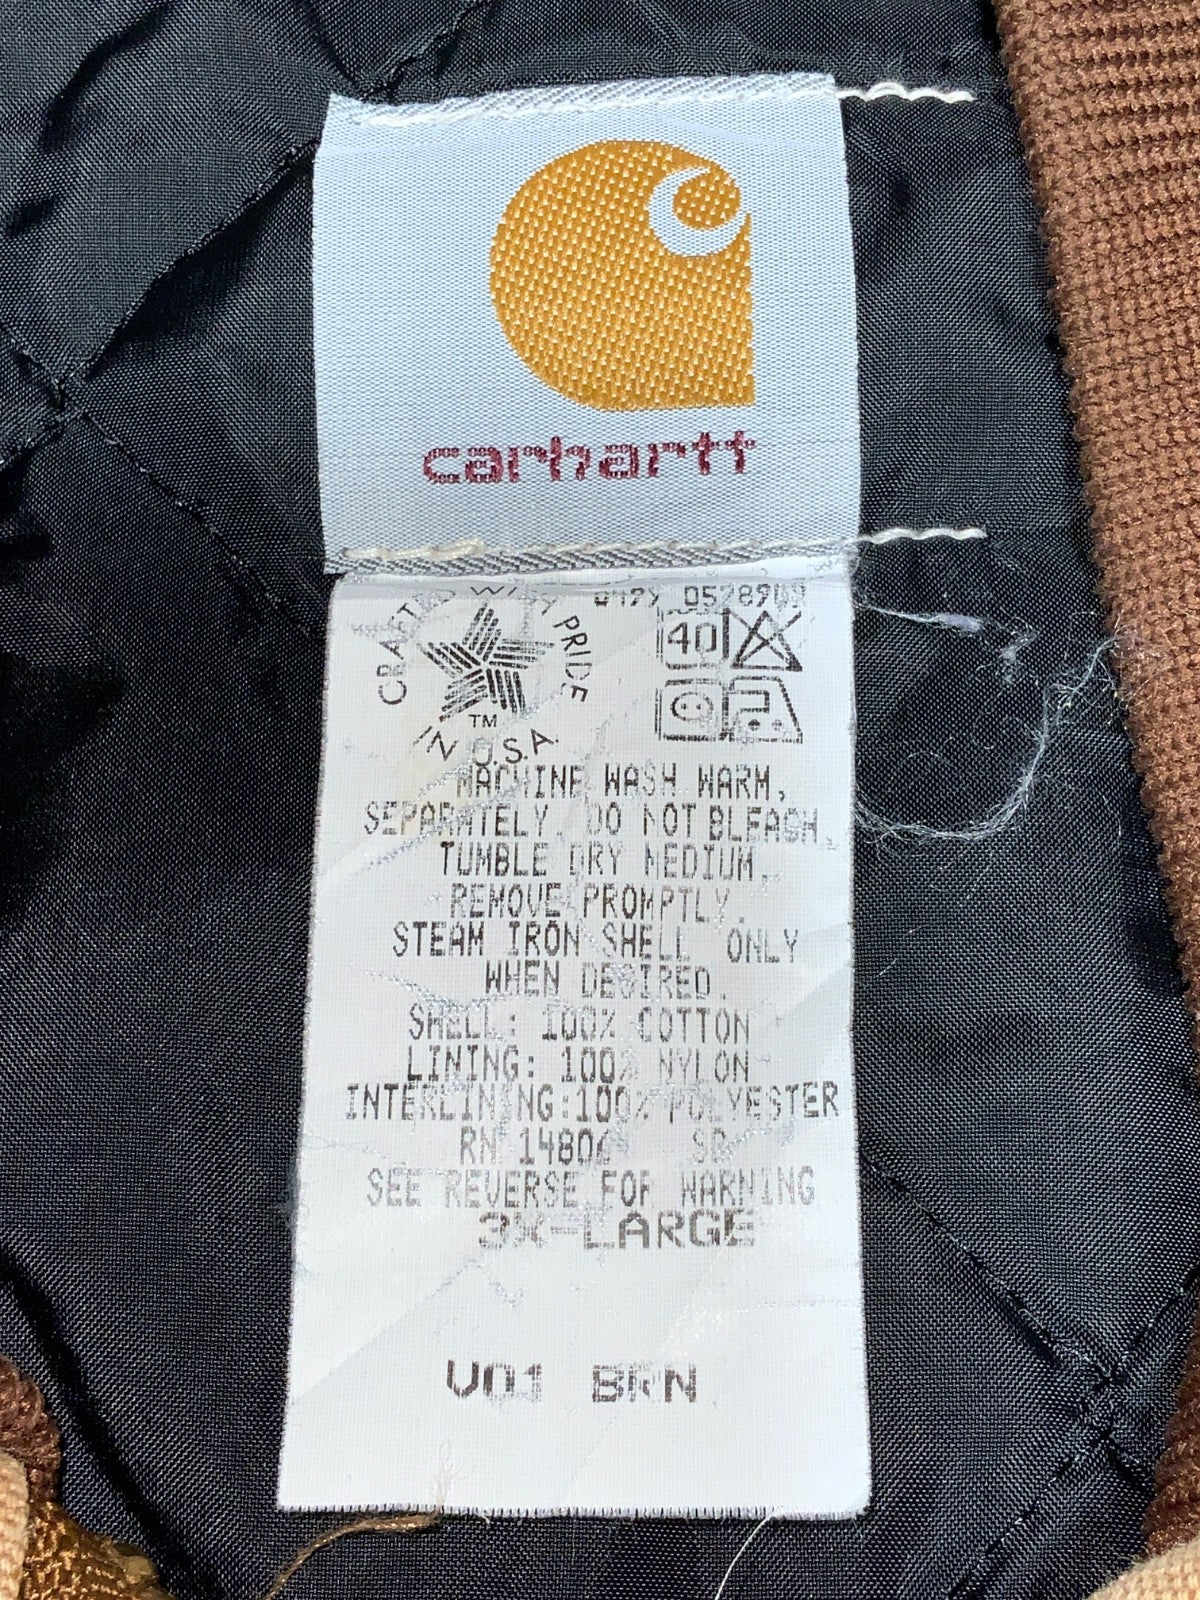 carhartt
CRAFTED WITH PRIDE
IN U.S.A.
TM
40
MACHINE WASH WARM,
SEPARATELY. DO NOT BLEACH.
TUMBLE DRY MEDIUM.
REMOVE PROMPTLY.
STEAM IRON SHELL ONLY
WHEN DESIRED.
SHELL: 100% COTTON
LINING: 100% NYLON
INTERLINING:100% POLYESTER
RN 14806
SEE REVERSE FOR WARNING
3X-LARGE
V01 BRN